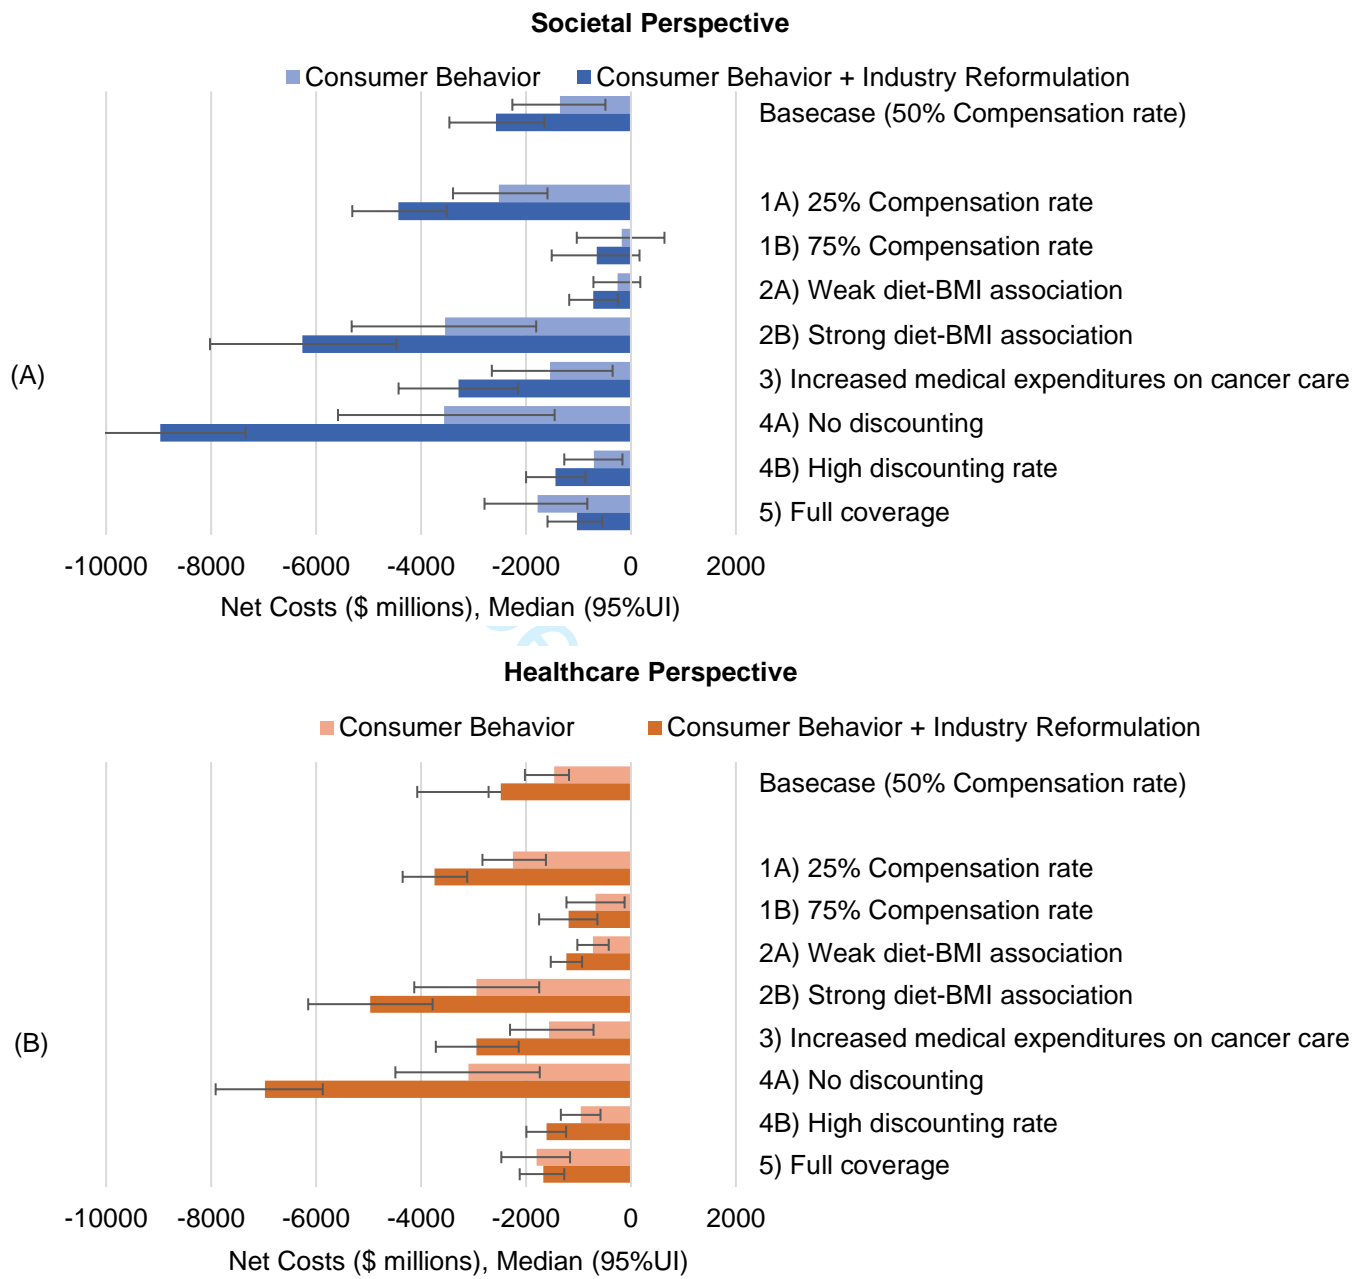 Societal Perspective
Consumer Behavior
Consumer Behavior + Industry Reformulation
Basecase (50% Compensation rate)
1A) 25% Compensation rate
1B) 75% Compensation rate
2A) Weak diet-BMI association
2B) Strong diet-BMI association
(A)
3) Increased medical expenditures on cancer care
4A) No discounting
4B) High discounting rate
5) Full coverage
-10000 -8000 -6000 -4000 -2000 0 2000
Net Costs ($ millions), Median (95%UI)
Healthcare Perspective
Consumer Behavior
Consumer Behavior + Industry Reformulation
Basecase (50% Compensation rate)
1A) 25% Compensation rate
1B) 75% Compensation rate
2A) Weak diet-BMI association
2B) Strong diet-BMI association
(B)
3) Increased medical expenditures on cancer care
4A) No discounting
4B) High discounting rate
5) Full coverage
-10000 -8000 -6000 -4000 -2000 0 2000
Net Costs ($ millions), Median (95%UI)